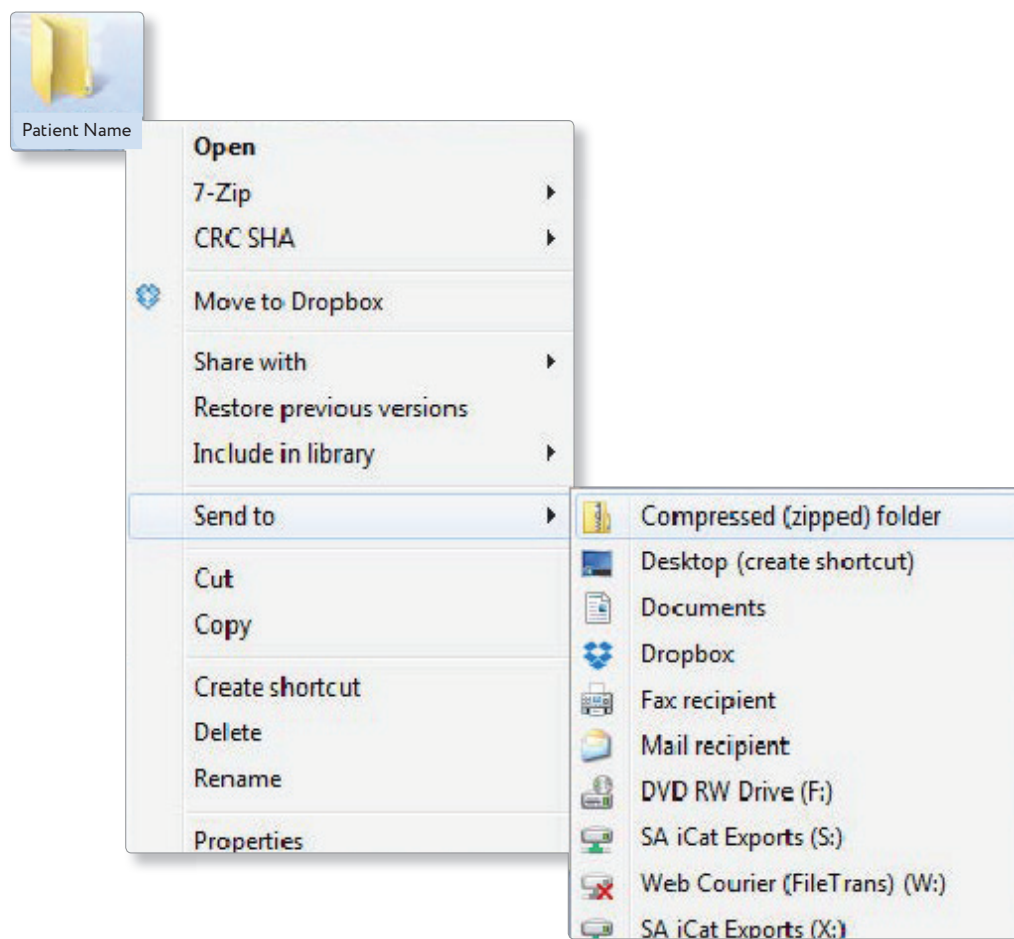 Patient Name
Open
7-Zip
CRC SHA
Move to Dropbox
Share with
Restore previous versions
Include in library
Send to
Cut
Copy
Create shortcut
Delete
Rename
Properties
Compressed (zipped) folder
Desktop (create shortcut)
Documents
Dropbox
Fax recipient
Mail recipient
DVD RW Drive (F:)
SA iCat Exports (S:)
Web Courier (FileTrans) (W:)
SA iCat Exports (X:)